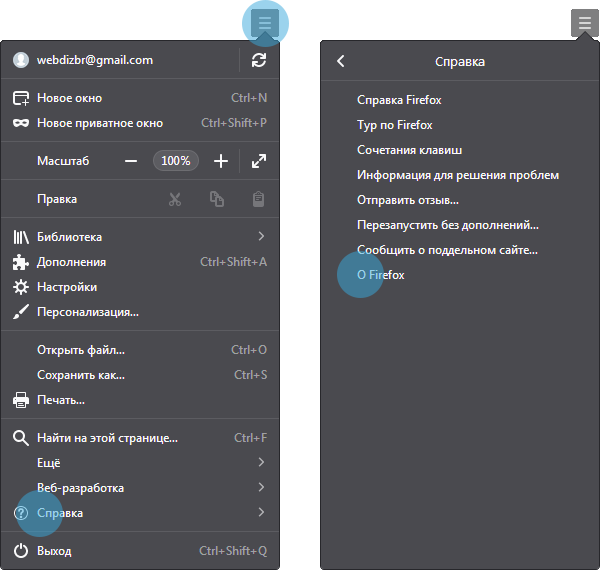 webdizbr@gmail.com
Новое окно Ctrl+N
Новое приватное окно Ctrl+Shift+P
Масштаб 100%
Правка
Библиотека
Дополнения Ctrl+Shift+A
Настройки
Персонализация...
Открыть файл... Ctrl+O
Сохранить как... Ctrl+S
Печать...
Найти на этой странице... Ctrl+F
Ещё
Веб-разработка
Справка
Выход Ctrl+Shift+Q
Справка
Справка Firefox
Тур по Firefox
Сочетания клавиш
Информация для решения проблем
Отправить отзыв...
Перезапустить без дополнений...
Сообщить о поддельном сайте...
О Firefox